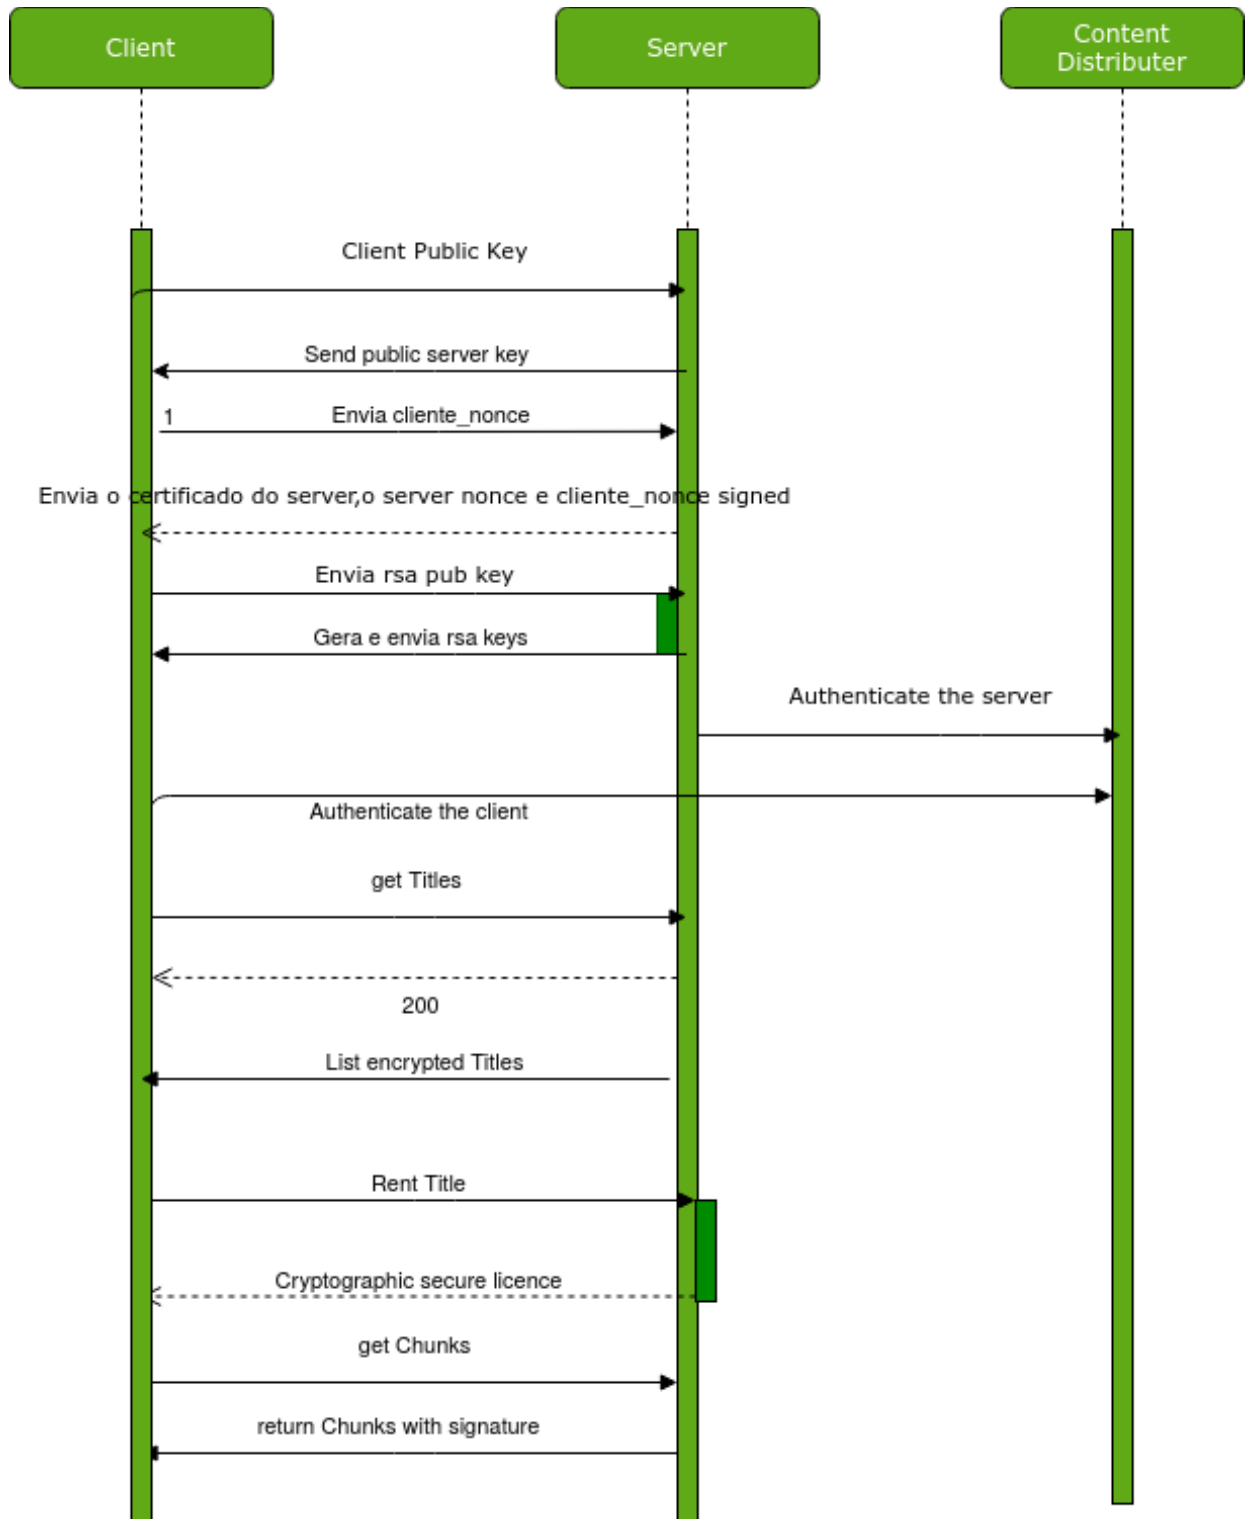 Client
Server
Content
Distributer
Client Public Key
Send public server key
1
Envia cliente_nonce
Envia o certificado do server,o server nonce e cliente_nonce signed
Envia rsa pub key
Gera e envia rsa keys
Authenticate the server
Authenticate the client
get Titles
200
List encrypted Titles
Rent Title
Cryptographic secure licence
get Chunks
return Chunks with signature